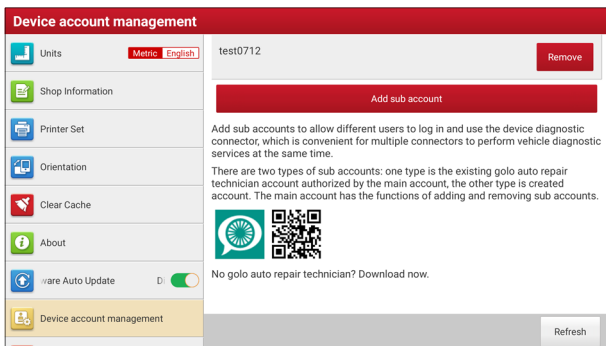 Device account management
Units
Metric English
Shop Information
Printer Set
Orientation
Clear Cache
About
ware Auto Update
Device account management
test0712
Remove
Add sub account
Add sub accounts to allow different users to log in and use the device diagnostic
connector, which is convenient for multiple connectors to perform vehicle diagnostic
services at the same time.
There are two types of sub accounts: one type is the existing golo auto repair
technician account authorized by the main account, the other type is created
account. The main account has the functions of adding and removing sub accounts.
No golo auto repair technician? Download now.
Refresh